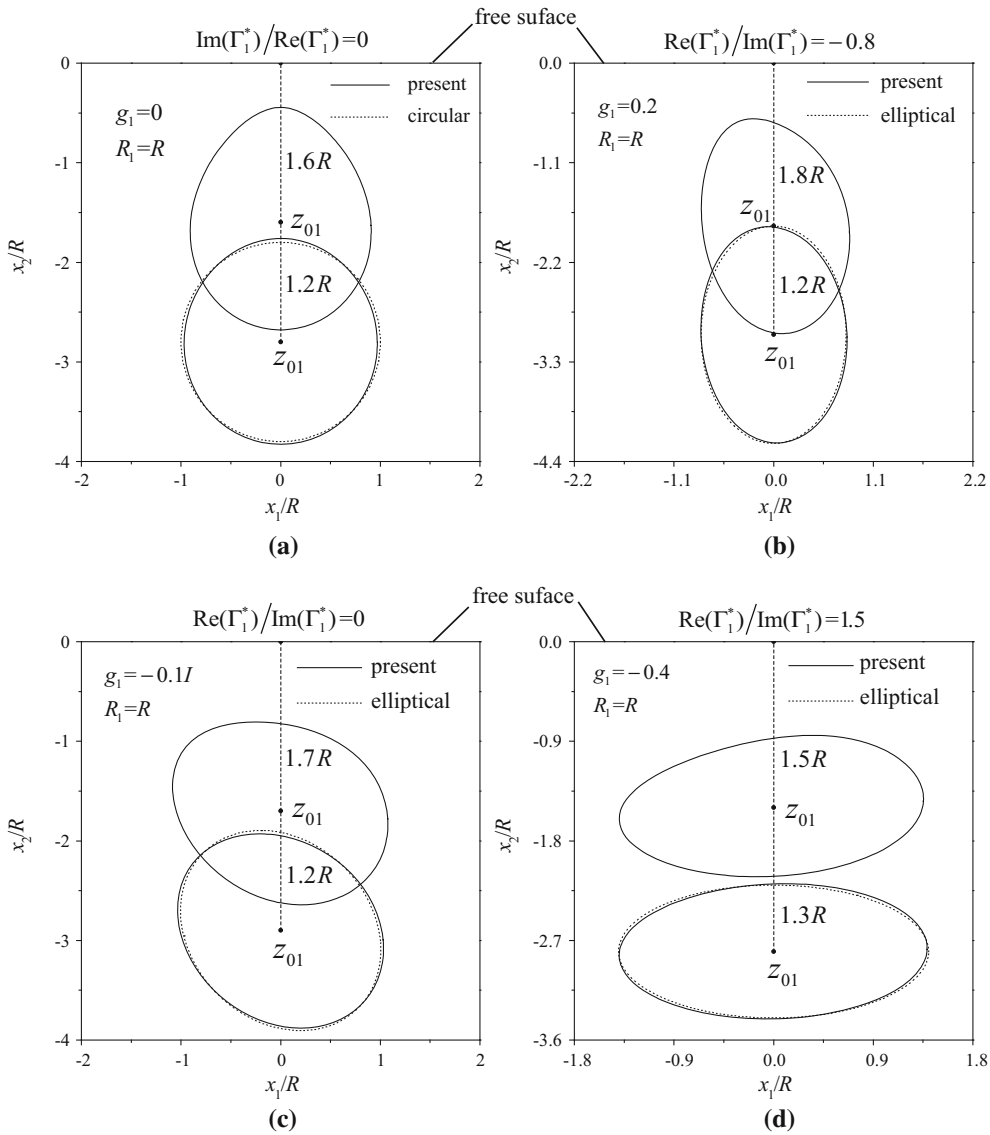 free suface
Im(Γ₁*)/Re(Γ₁*)=0
Re(Γ₁*)/Im(Γ₁*)=−0.8
0
-1
-2
-3
-4
x₂/R
g₁=0
R₁=R
present
circular
1.6R
z₀₁
1.2R
z₀₁
-2
-1
0
1
2
x₁/R
(a)
0.0
-1.1
-2.2
-3.3
-4.4
x₂/R
g₁=0.2
R₁=R
present
elliptical
1.8R
z₀₁
1.2R
z₀₁
-2.2
-1.1
0.0
1.1
2.2
x₁/R
(b)
free suface
Re(Γ₁*)/Im(Γ₁*)=0
Re(Γ₁*)/Im(Γ₁*)=1.5
0
-1
-2
-3
-4
x₂/R
g₁=−0.1I
R₁=R
present
elliptical
1.7R
z₀₁
1.2R
z₀₁
-2
-1
0
1
2
x₁/R
(c)
0.0
-0.9
-1.8
-2.7
-3.6
x₂/R
g₁=−0.4
R₁=R
present
elliptical
1.5R
z₀₁
1.3R
z₀₁
-1.8
-0.9
0.0
0.9
1.8
x₁/R
(d)